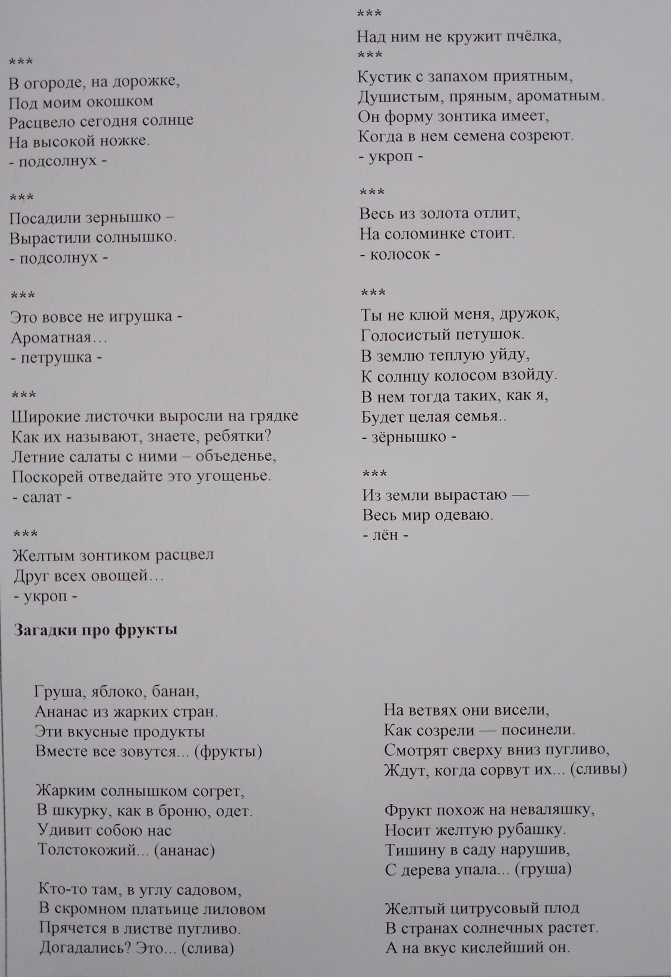 ***
В огороде, на дорожке,
Под моим окошком
Расцвело сегодня солнце
На высокой ножке.
- подсолнух -
***
Посадили зернышко –
Вырастили солнышко.
- подсолнух -
***
Это вовсе не игрушка -
Ароматная…
- петрушка -
***
Широкие листочки выросли на грядке
Как их называют, знаете, ребятки?
Летние салаты с ними – объеденье,
Поскорей отведайте это угощенье.
- салат -
***
Желтым зонтиком расцвел
Друг всех овощей…
- укроп -
***
Над ним не кружит пчёлка,
***
Кустик с запахом приятным,
Душистым, пряным, ароматным.
Он форму зонтика имеет,
Когда в нем семена созреют.
- укроп -
***
Весь из золота отлит,
На соломинке стоит.
- колосок -
***
Ты не клюй меня, дружок,
Голосистый петушок.
В землю теплую уйду,
К солнцу колосом взойду.
В нем тогда таких, как я,
Будет целая семья..
- зёрнышко -
***
Из земли вырастаю —
Весь мир одеваю.
- лён -
Загадки про фрукты
Груша, яблоко, банан,
Ананас из жарких стран.
Эти вкусные продукты
Вместе все зовутся... (фрукты)
Жарким солнышком согрет,
В шкурку, как в броню, одет.
Удивит собою нас
Толстокожий... (ананас)
Кто-то там, в углу садовом,
В скромном платьице лиловом
Прячется в листве пугливо.
Догадались? Это... (слива)
На ветвях они висели,
Как созрели — посинели.
Смотрят сверху вниз пугливо,
Ждут, когда сорвут их... (сливы)
Фрукт похож на неваляшку,
Носит желтую рубашку.
Тишину в саду нарушив,
С дерева упала... (груша)
Желтый цитрусовый плод
В странах солнечных растет.
А на вкус кислейший он.